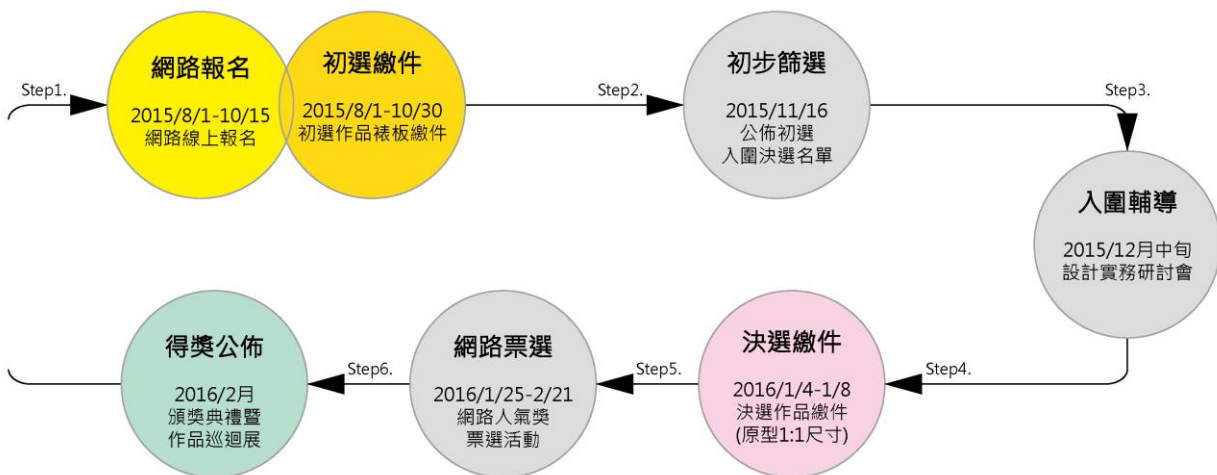 Step1.
網路報名
2015/8/1-10/15
網路線上報名
初選繳件
2015/8/1-10/30
初選作品裱板繳件
Step2.
初步篩選
2015/11/16
公佈初選
入圍決選名單
Step3.
入圍輔導
2015/12月中旬
設計實務研討會
Step4.
決選繳件
2016/1/4-1/8
決選作品繳件
(原型1:1尺寸)
Step5.
網路票選
2016/1/25-2/21
網路人氣獎
票選活動
Step6.
得獎公佈
2016/2月
頒獎典禮暨
作品巡迴展